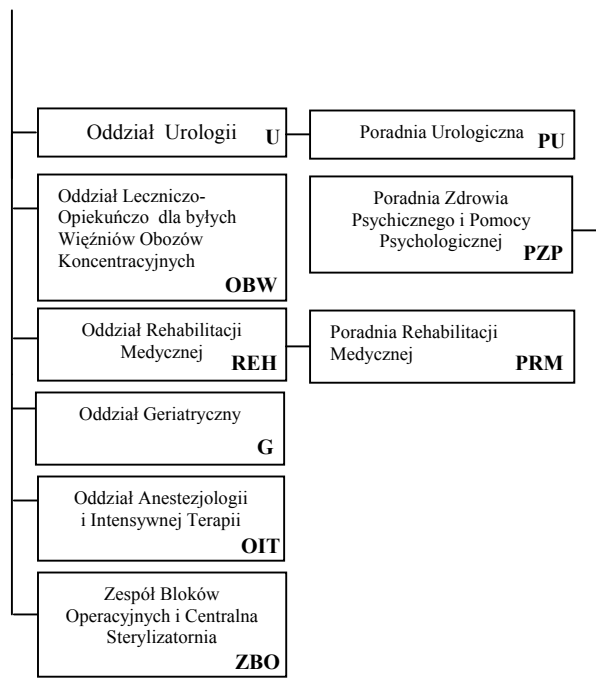 Oddział Urologii U
Poradnia Urologiczna PU
Oddział Leczniczo-
Opiekuńczo dla byłych
Więźniów Obozów
Koncentracyjnych
OBW
Poradnia Zdrowia
Psychicznego i Pomocy
Psychologicznej
PZP
Oddział Rehabilitacji
Medycznej REH
Poradnia Rehabilitacji
Medycznej PRM
Oddział Geriatryczny
G
Oddział Anestezjologii
i Intensywnej Terapii
OIT
Zespół Bloków
Operacyjnych i Centralna
Sterylizatornia
ZBO